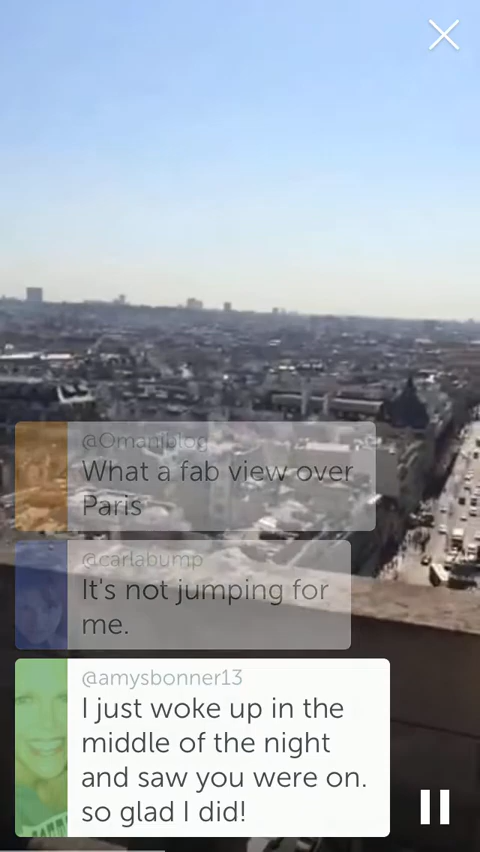 @Omaniblog
What a fab view over
Paris
@carlabump
It's not jumping for
me.
@amysbonner13
I just woke up in the
middle of the night
and saw you were on.
so glad I did!